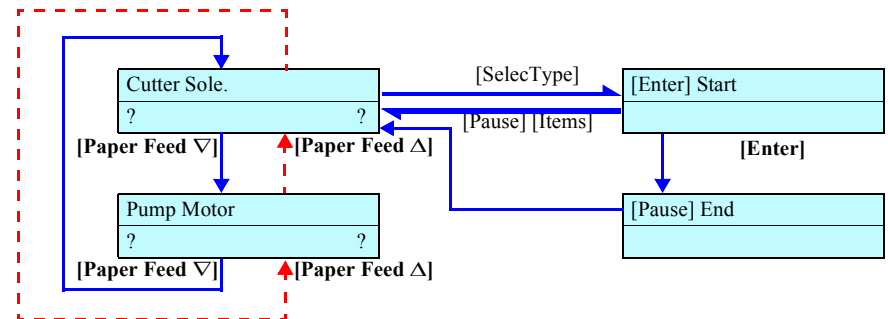 [SelecType]
Cutter Sole.
[Enter] Start
? ?
[Pause] [Items]
[Paper Feed ∇] [Paper Feed Δ]
[Enter]
Pump Motor
[Pause] End
? ?
[Paper Feed ∇] [Paper Feed Δ]